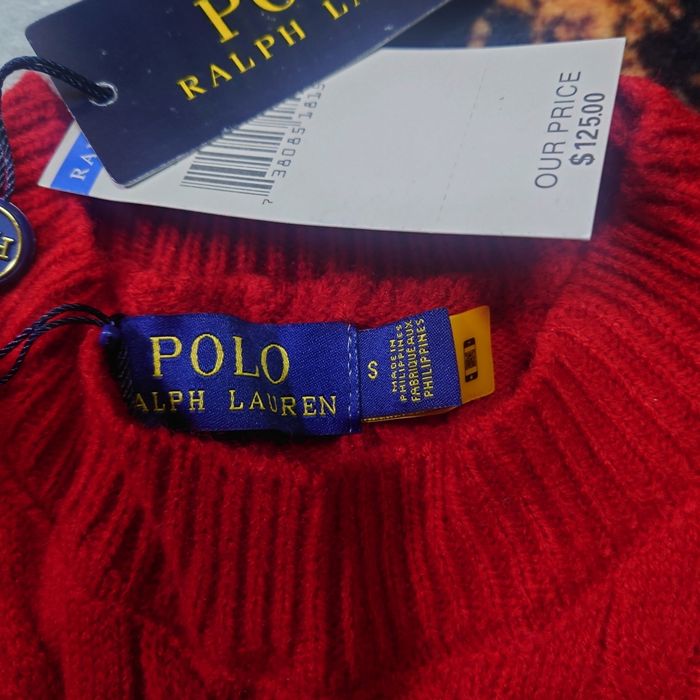 POLO
RALPH LAUREN
OUR PRICE
$125.00
POLO
RALPH LAUREN
S
MADE IN
PHILIPPINES
FABRIQUÉ AUX
PHILIPPINES